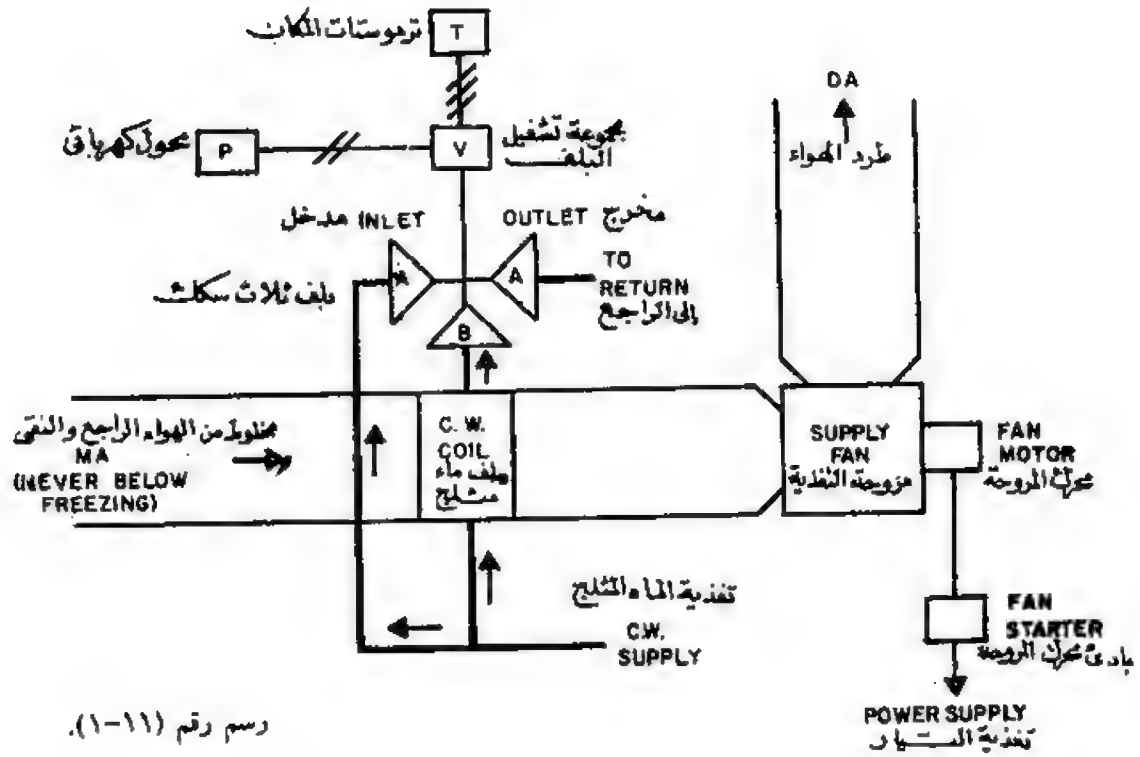 ترموستات المكان
T
محول كهربائي
P
V
مجموعة تشغيل
البلف
مدخل INLET
OUTLET مخرج
A
A
B
TO
RETURN
إلى الراجع
بلف ثلاث سكك
DA
طرد الهواء
مخلوط من الهواء الراجع والنقى
MA
(NEVER BELOW
FREEZING)
C. W.
COIL
ملف ماء
مثلج
SUPPLY
FAN
مروحة التغذية
FAN
MOTOR
محرك المروحة
تغذية الماء المثلج
C.W.
SUPPLY
FAN
STARTER
بادئ محرك المروحة
POWER SUPPLY
تغذية التيار
رسم رقم (١١-١).